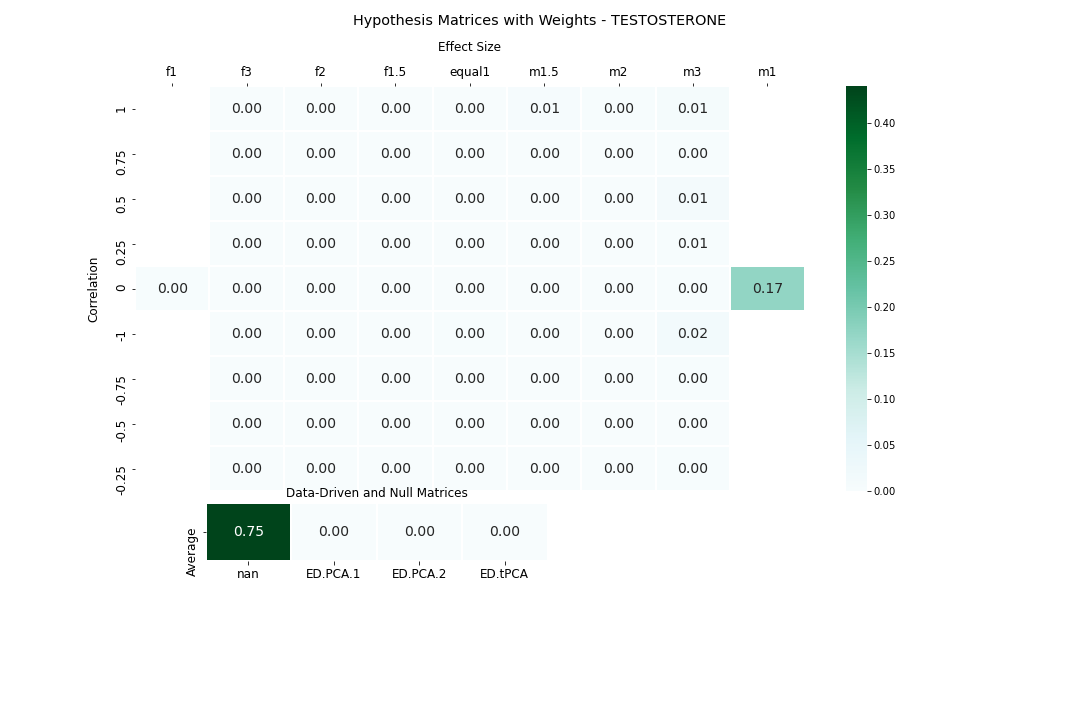 Hypothesis Matrices with Weights - TESTOSTERONE
Effect Size
f1 f3 f2 f1.5 equal1 m1.5 m2 m3 m1
Correlation
1 0.00 0.00 0.00 0.00 0.01 0.00 0.01
0.75 0.00 0.00 0.00 0.00 0.00 0.00 0.00
0.5 0.00 0.00 0.00 0.00 0.00 0.00 0.01
0.25 0.00 0.00 0.00 0.00 0.00 0.00 0.01
0 0.00 0.00 0.00 0.00 0.00 0.00 0.00 0.00 0.17
-1 0.00 0.00 0.00 0.00 0.00 0.00 0.02
-0.75 0.00 0.00 0.00 0.00 0.00 0.00 0.00
-0.5 0.00 0.00 0.00 0.00 0.00 0.00 0.00
-0.25 0.00 0.00 0.00 0.00 0.00 0.00 0.00
0.40
0.35
0.30
0.25
0.20
0.15
0.10
0.05
0.00
Data-Driven and Null Matrices
Average
0.75 0.00 0.00 0.00
nan ED.PCA.1 ED.PCA.2 ED.tPCA